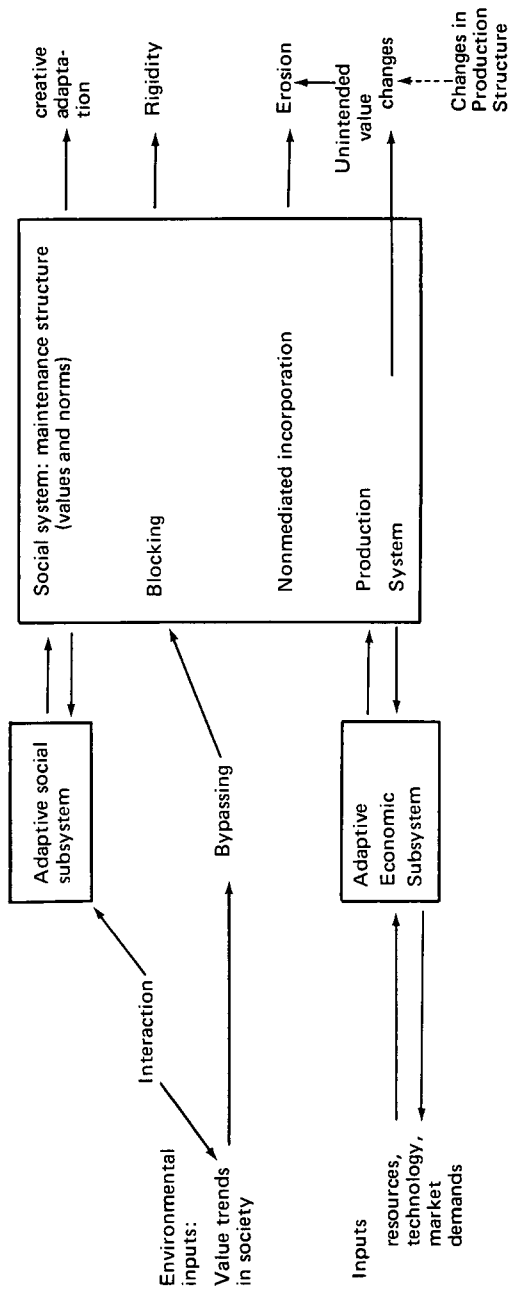 Environmental
inputs:
Value trends
in society
Inputs
resources,
technology,
market
demands
Interaction
Bypassing
Adaptive social
subsystem
Adaptive
Economic
Subsystem
Social system: maintenance structure
(values and norms)
Blocking
Nonmediated incorporation
Production
System
creative
adapta-
tion
Rigidity
Erosion
Unintended
value
changes
Changes in
Production
Structure